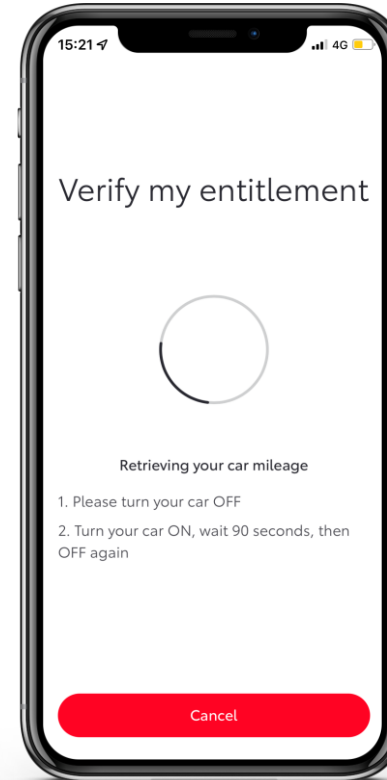 15:21 4G
Verify my entitlement
Retrieving your car mileage
1. Please turn your car OFF
2. Turn your car ON, wait 90 seconds, then
OFF again
Cancel